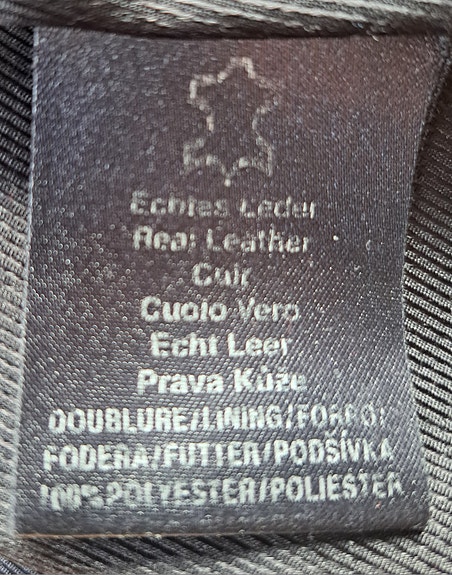 Echtes Leder
Real Leather
Cuir
Cuoio Vero
Echt Leer
Prava Kůže
DOUBLURE/LINING/FORRO/
FODERA/FUTTER/PODŠÍVKA
100% POLYESTER/POLIESTER